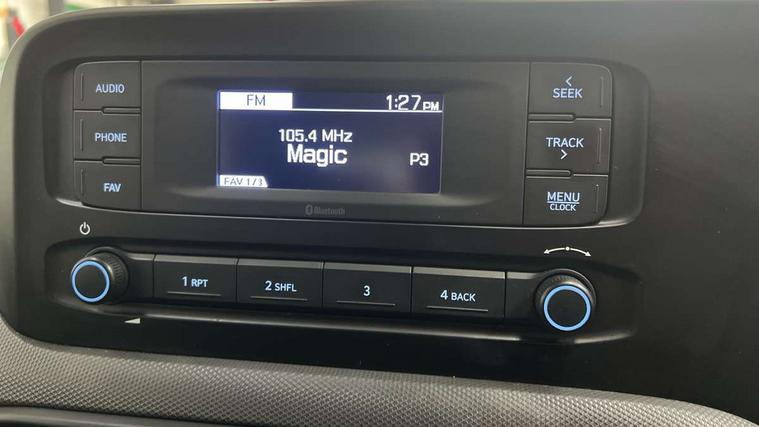 AUDIO
PHONE
FAV
FM 1:27PM
105.4 MHz
Magic P3
FAV 1/3
Bluetooth
< SEEK
TRACK >
MENU
CLOCK
1 RPT
2 SHFL
3
4 BACK